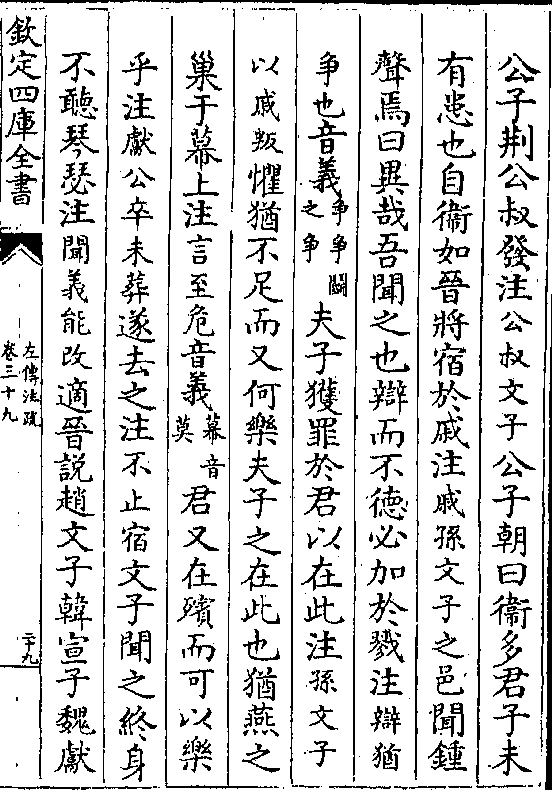 公子荆公叔發注公叔文子公子朝曰衞多君子未
有患也自衞如晉將宿於戚注戚孫文子之邑聞鍾
聲焉曰異哉吾聞之也辯而不德必加於戮注辯猶
争也音義争争鬭之争夫子獲罪於君以在此注孫文子
以戚叛懼猶不足而又何樂夫子之在此也猶燕之
巢于幕上注言至危音義幕音莫君又在殯而可以樂
乎注獻公卒未葬遂去之注不止宿文子聞之終身
不聽琴瑟注聞義能改適晉説趙文子韓宣子魏獻
欽定四庫全書
左傳注疏
卷三十九
二十九